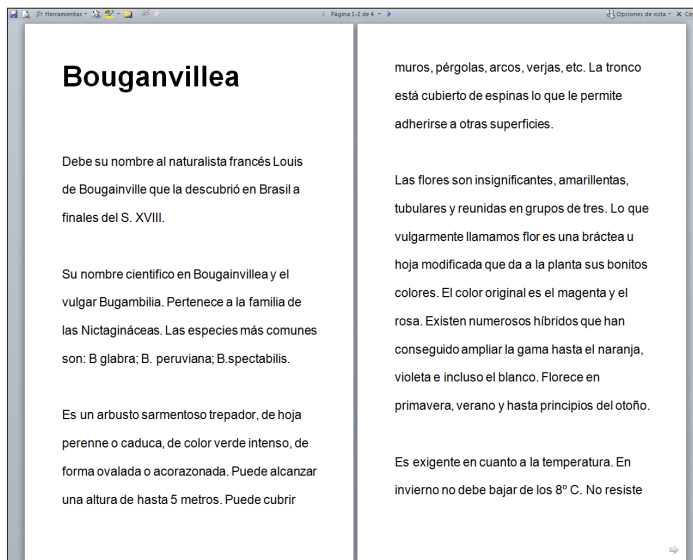 Herramientas
Página 1-2 de 4
Opciones de vista
Bouganvillea
Debe su nombre al naturalista francés Louis
de Bougainville que la descubrió en Brasil a
finales del S. XVIII.
Su nombre cientifico en Bougainvillea y el
vulgar Bugambilia. Pertenece a la familia de
las Nictagináceas. Las especies más comunes
son: B glabra; B. peruviana; B.spectabilis.
Es un arbusto sarmentoso trepador, de hoja
perenne o caduca, de color verde intenso, de
forma ovalada o acorazonada. Puede alcanzar
una altura de hasta 5 metros. Puede cubrir
muros, pérgolas, arcos, verjas, etc. La tronco
está cubierto de espinas lo que le permite
adherirse a otras superficies.
Las flores son insignificantes, amarillentas,
tubulares y reunidas en grupos de tres. Lo que
vulgarmente llamamos flor es una bráctea u
hoja modificada que da a la planta sus bonitos
colores. El color original es el magenta y el
rosa. Existen numerosos híbridos que han
conseguido ampliar la gama hasta el naranja,
violeta e incluso el blanco. Florece en
primavera, verano y hasta principios del otoño.
Es exigente en cuanto a la temperatura. En
invierno no debe bajar de los 8º C. No resiste